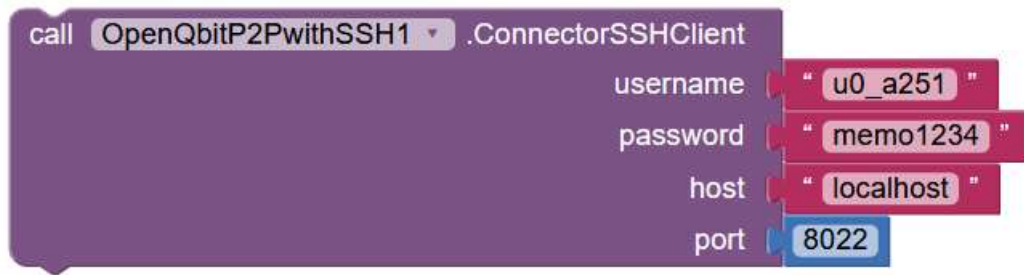 call OpenQbitP2PwithSSH1 .ConnectorSSHClient
username " u0_a251 "
password " memo1234 "
host " localhost "
port 8022